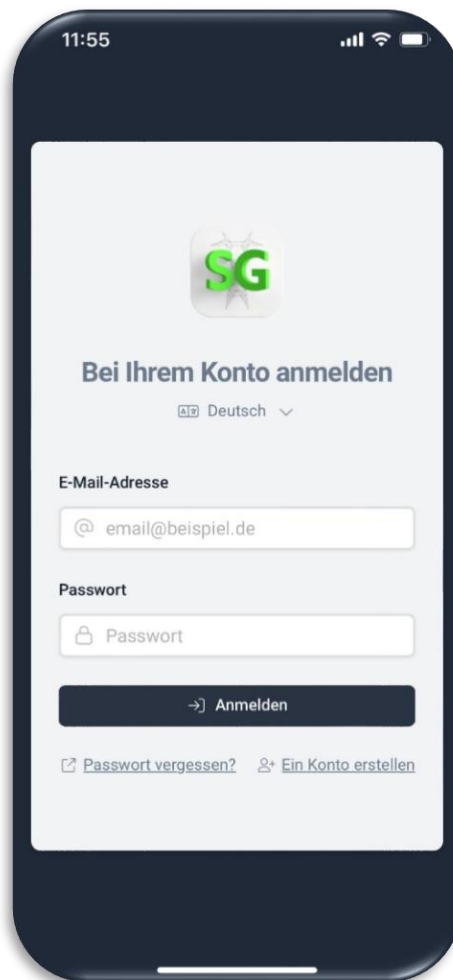 11:55
SG
Bei Ihrem Konto anmelden
Deutsch
E-Mail-Adresse
email@beispiel.de
Passwort
Passwort
Anmelden
Passwort vergessen? Ein Konto erstellen